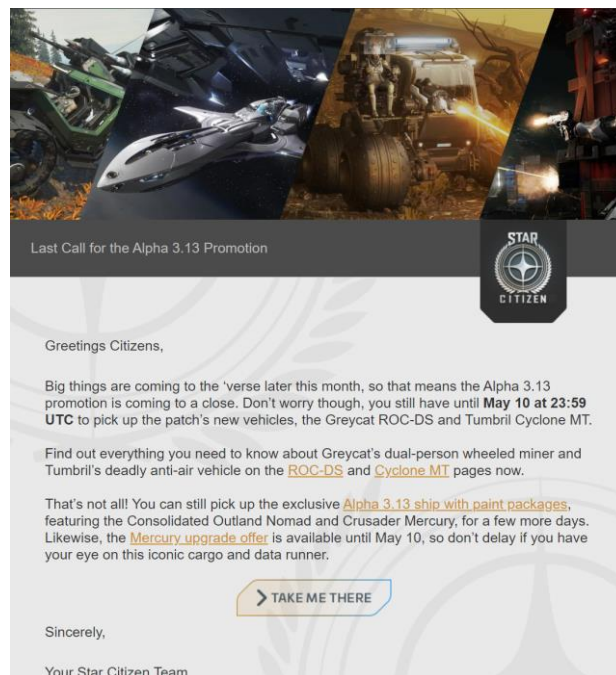 Last Call for the Alpha 3.13 Promotion
STAR
CITIZEN
Greetings Citizens,
Big things are coming to the 'verse later this month, so that means the Alpha 3.13
promotion is coming to a close. Don't worry though, you still have until May 10 at 23:59
UTC to pick up the patch's new vehicles, the Greycat ROC-DS and Tumbril Cyclone MT.
Find out everything you need to know about Greycat's dual-person wheeled miner and
Tumbril's deadly anti-air vehicle on the ROC-DS and Cyclone MT pages now.
That's not all! You can still pick up the exclusive Alpha 3.13 ship with paint packages,
featuring the Consolidated Outland Nomad and Crusader Mercury, for a few more days.
Likewise, the Mercury upgrade offer is available until May 10, so don't delay if you have
your eye on this iconic cargo and data runner.
TAKE ME THERE
Sincerely,
Your Star Citizen Team